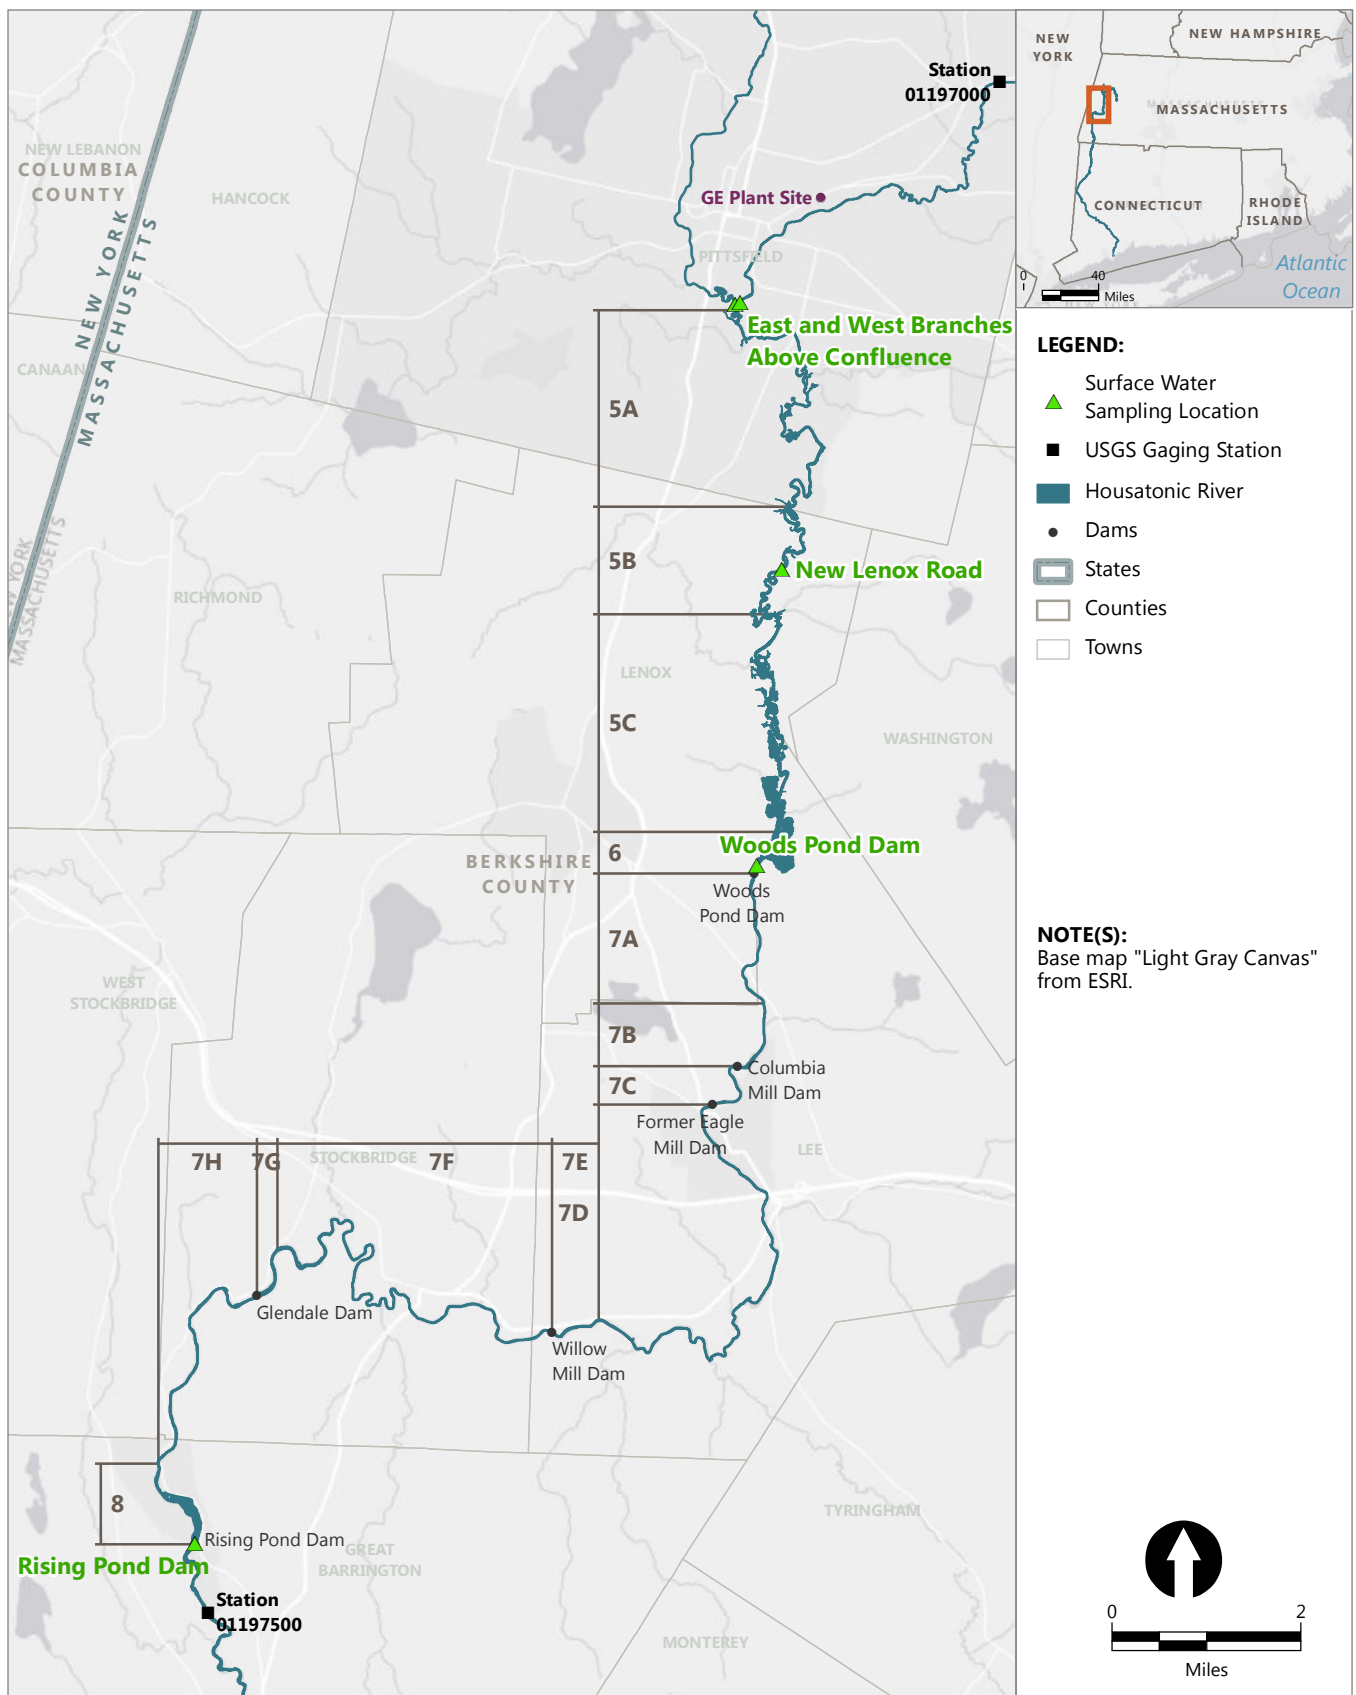 Station
01197000
NEW LEBANON
COLUMBIA
COUNTY
HANCOCK
GE Plant Site
PITTSFIELD
NEW YORK
MASSACHUSETTS
CANAAN
East and West Branches
Above Confluence
5A
5B
New Lenox Road
MASSACHUSETTS
RICHMOND
LENOX
5C
WASHINGTON
Woods Pond Dam
BERKSHIRE
COUNTY
6
Woods
Pond Dam
7A
WEST
STOCKBRIDGE
7B
Columbia
Mill Dam
7C
Former Eagle
Mill Dam
LEE
7H
7G
STOCKBRIDGE
7F
7E
7D
Glendale Dam
Willow
Mill Dam
8
TYRINGHAM
Rising Pond Dam
Rising Pond Dam
GREAT
BARRINGTON
Station
01197500
MONTEREY
NEW
YORK
NEW HAMPSHIRE
MASSACHUSETTS
MASSACHUSETTS
CONNECTICUT
RHODE
ISLAND
Atlantic
Ocean
0 40
Miles
NEW YORK
LEGEND:
Surface Water
Sampling Location
USGS Gaging Station
Housatonic River
Dams
States
Counties
Towns
NOTE(S):
Base map "Light Gray Canvas"
from ESRI.
0 2
Miles